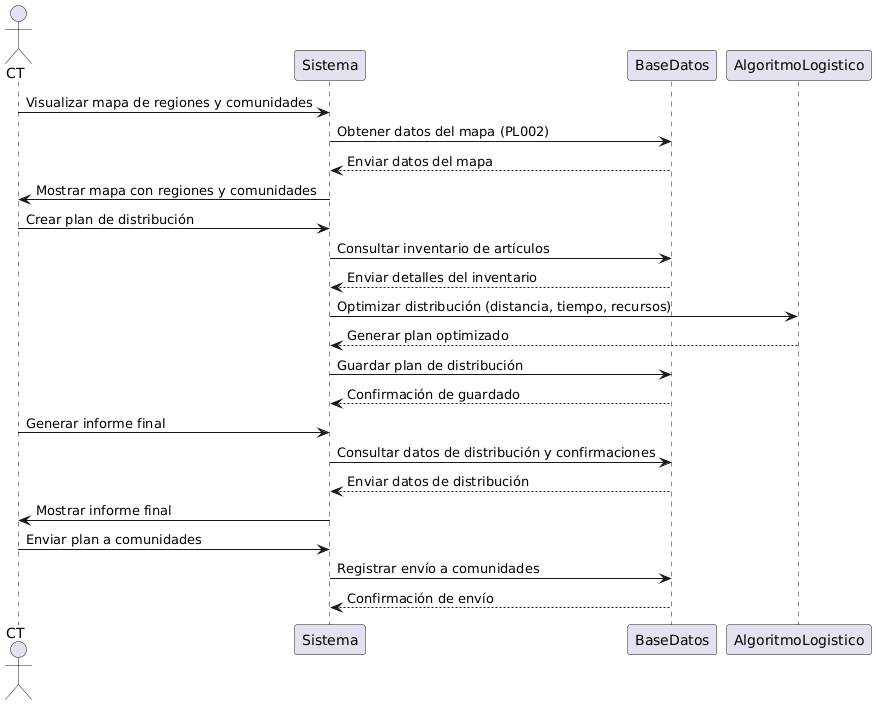 CT
Sistema
BaseDatos
AlgoritmoLogistico
Visualizar mapa de regiones y comunidades
Obtener datos del mapa (PL002)
Enviar datos del mapa
Mostrar mapa con regiones y comunidades
Crear plan de distribución
Consultar inventario de artículos
Enviar detalles del inventario
Optimizar distribución (distancia, tiempo, recursos)
Generar plan optimizado
Guardar plan de distribución
Confirmación de guardado
Generar informe final
Consultar datos de distribución y confirmaciones
Enviar datos de distribución
Mostrar informe final
Enviar plan a comunidades
Registrar envío a comunidades
Confirmación de envío
CT
Sistema
BaseDatos
AlgoritmoLogistico